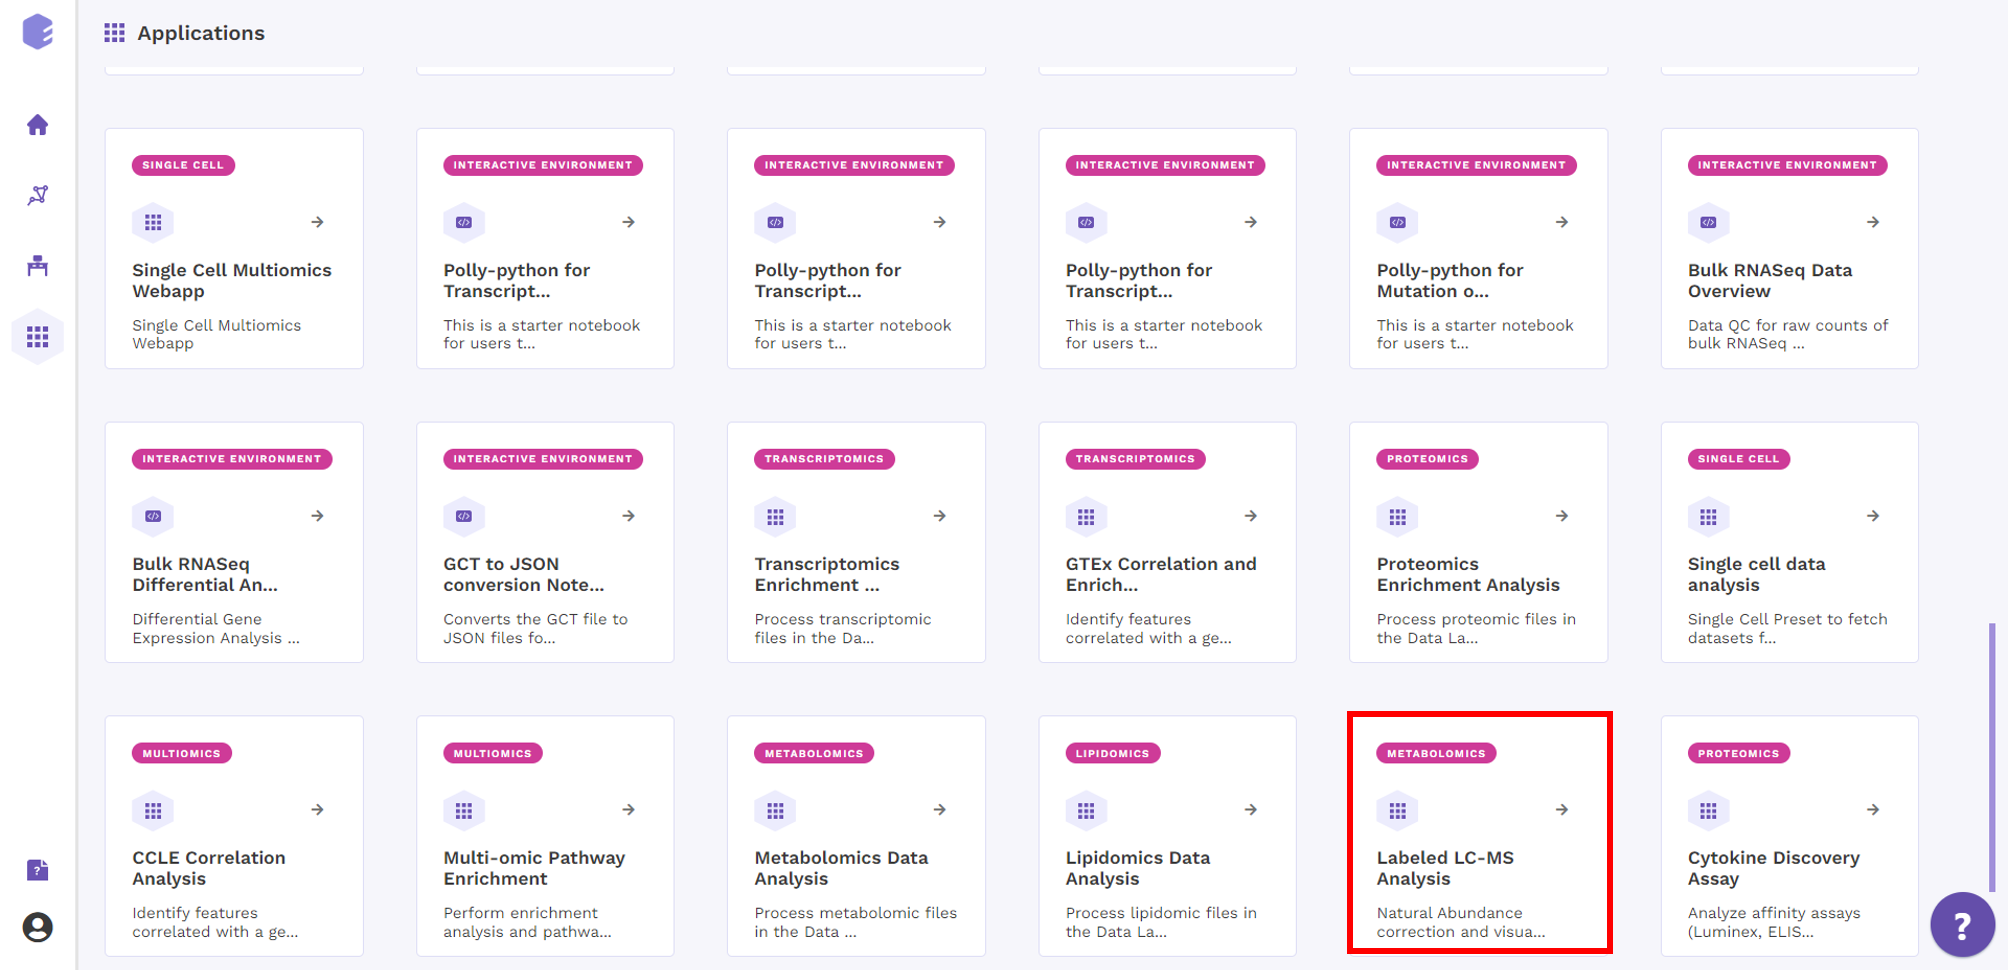 Applications
SINGLE CELL
Single Cell Multiomics
Webapp
Single Cell Multiomics
Webapp
INTERACTIVE ENVIRONMENT
Polly-python for
Transcript...
This is a starter notebook
for users t...
INTERACTIVE ENVIRONMENT
Polly-python for
Transcript...
This is a starter notebook
for users t...
INTERACTIVE ENVIRONMENT
Polly-python for
Transcript...
This is a starter notebook
for users t...
INTERACTIVE ENVIRONMENT
Polly-python for
Mutation o...
This is a starter notebook
for users t...
INTERACTIVE ENVIRONMENT
Bulk RNASeq Data
Overview
Data QC for raw counts of
bulk RNASeq ...
INTERACTIVE ENVIRONMENT
Bulk RNASeq
Differential An...
Differential Gene
Expression Analysis ...
INTERACTIVE ENVIRONMENT
GCT to JSON
conversion Note...
Converts the GCT file to
JSON files fo...
TRANSCRIPTOMICS
Transcriptomics
Enrichment ...
Process transcriptomic
files in the Da...
TRANSCRIPTOMICS
GTEx Correlation and
Enrich...
Identify features
correlated with a ge...
PROTEOMICS
Proteomics
Enrichment Analysis
Process proteomic files in
the Data La...
SINGLE CELL
Single cell data
analysis
Single Cell Preset to fetch
datasets f...
MULTIOMICS
CCLE Correlation
Analysis
Identify features
correlated with a ge...
MULTIOMICS
Multi-omic Pathway
Enrichment
Perform enrichment
analysis and pathwa...
METABOLOMICS
Metabolomics Data
Analysis
Process metabolomic files
in the Data ...
LIPIDOMICS
Lipidomics Data
Analysis
Process lipidomic files in
the Data La...
METABOLOMICS
Labeled LC-MS
Analysis
Natural Abundance
correction and visua...
PROTEOMICS
Cytokine Discovery
Assay
Analyze affinity assays
(Luminex, ELIS...
?
?